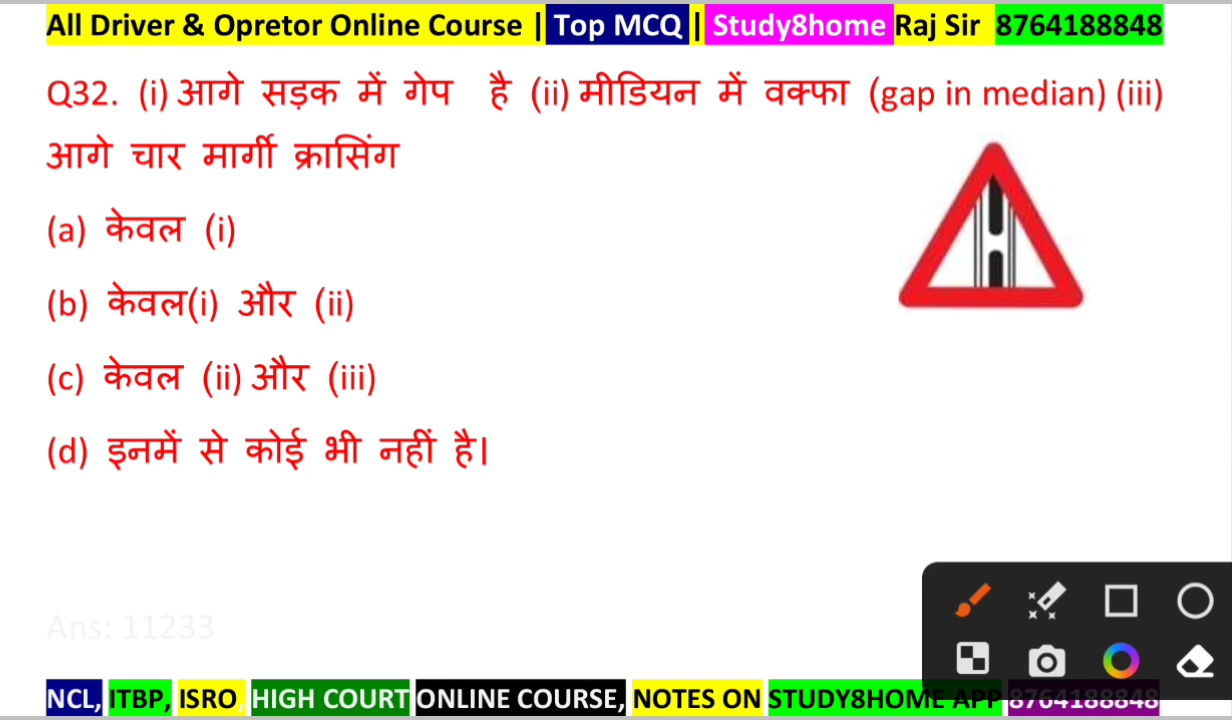 All Driver & Opretor Online Course | Top MCQ | Study8home Raj Sir 8764188848
Q32. (i) आगे सड़क में गेप है (ii) मीडियन में वक्फा (gap in median) (iii)
आगे चार मार्गी क्रासिंग
(a) केवल (i)
(b) केवल(i) और (ii)
(c) केवल (ii) और (iii)
(d) इनमें से कोई भी नहीं है।
Ans: 11233
NCL, ITBP, ISRO, HIGH COURT ONLINE COURSE, NOTES ON STUDY8HOME APP 8764188848